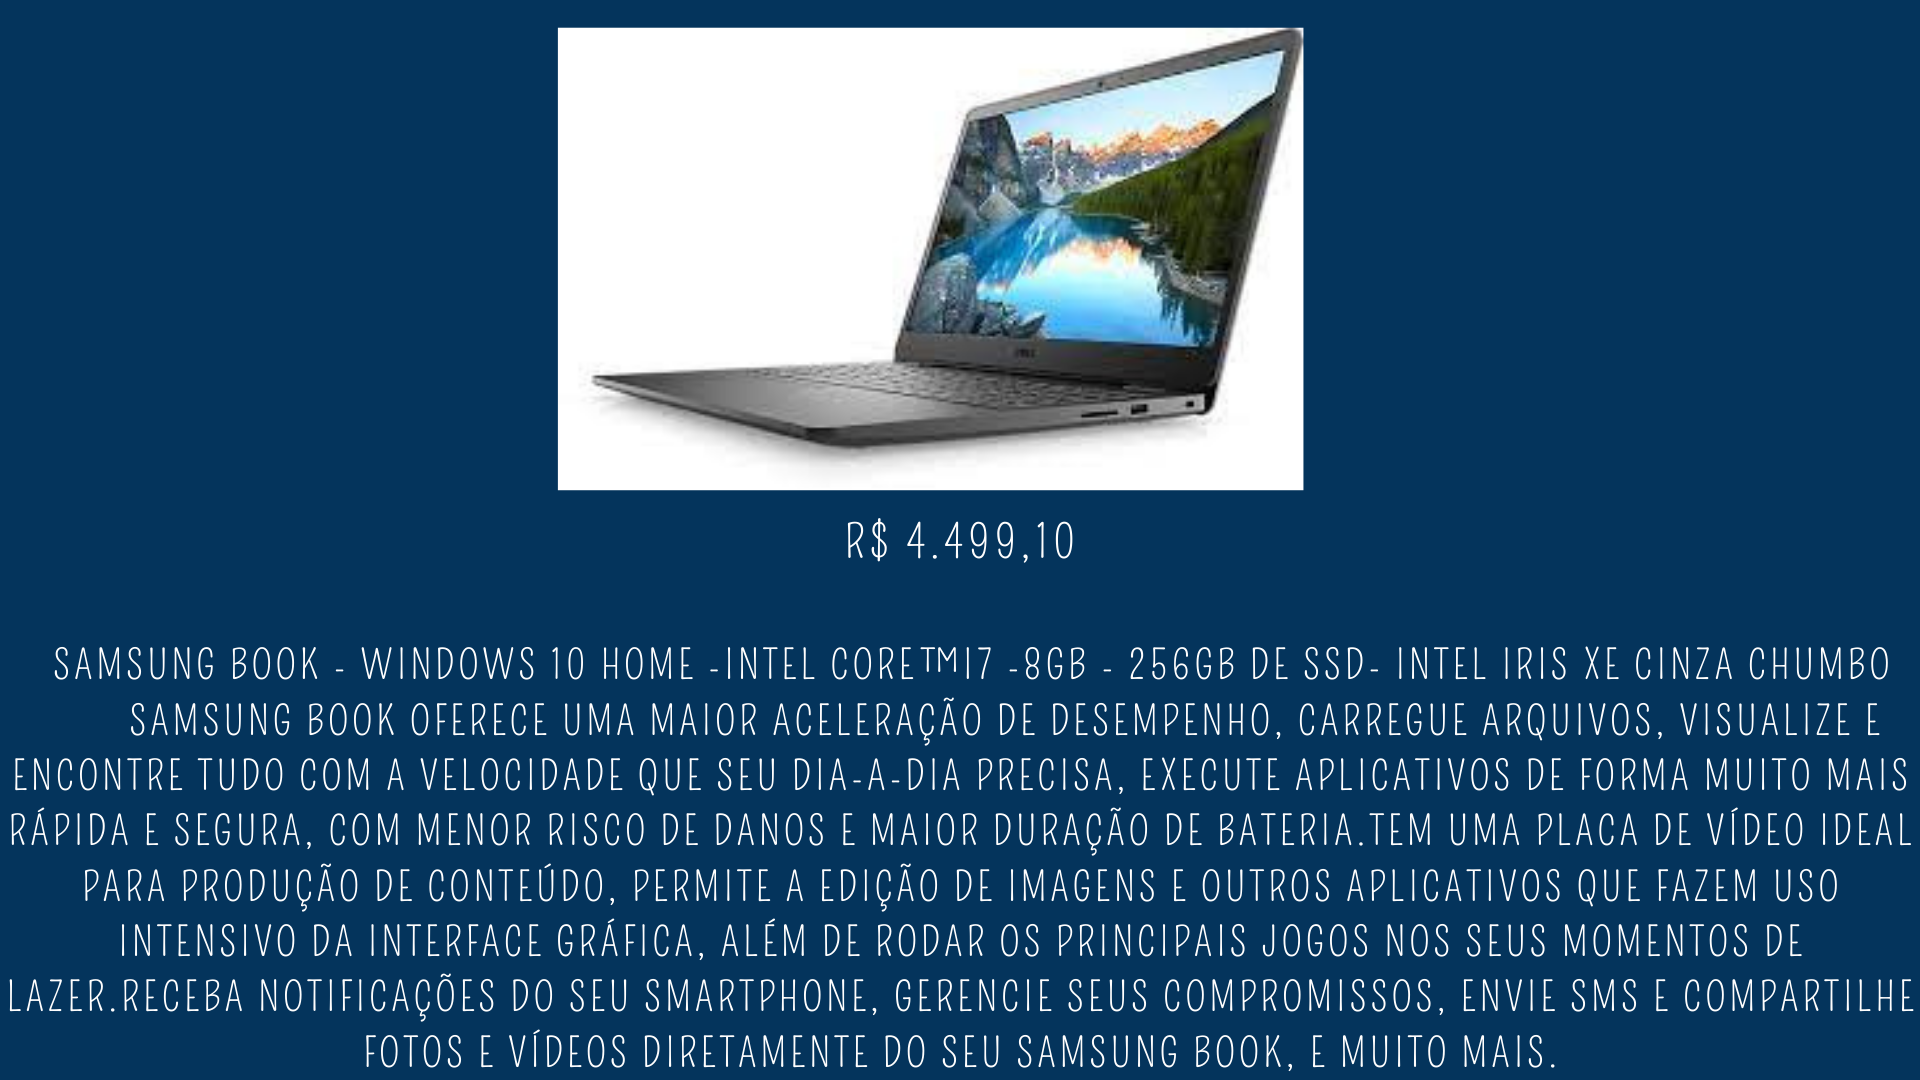 DELL
R$ 4.499,10
SAMSUNG BOOK - WINDOWS 10 HOME -INTEL CORE™I7 -8GB - 256GB DE SSD- INTEL IRIS XE CINZA CHUMBO
SAMSUNG BOOK OFERECE UMA MAIOR ACELERAÇÃO DE DESEMPENHO, CARREGUE ARQUIVOS, VISUALIZE E
ENCONTRE TUDO COM A VELOCIDADE QUE SEU DIA-A-DIA PRECISA, EXECUTE APLICATIVOS DE FORMA MUITO MAIS
RÁPIDA E SEGURA, COM MENOR RISCO DE DANOS E MAIOR DURAÇÃO DE BATERIA.TEM UMA PLACA DE VÍDEO IDEAL
PARA PRODUÇÃO DE CONTEÚDO, PERMITE A EDIÇÃO DE IMAGENS E OUTROS APLICATIVOS QUE FAZEM USO
INTENSIVO DA INTERFACE GRÁFICA, ALÉM DE RODAR OS PRINCIPAIS JOGOS NOS SEUS MOMENTOS DE
LAZER.RECEBA NOTIFICAÇÕES DO SEU SMARTPHONE, GERENCIE SEUS COMPROMISSOS, ENVIE SMS E COMPARTILHE
FOTOS E VÍDEOS DIRETAMENTE DO SEU SAMSUNG BOOK, E MUITO MAIS.